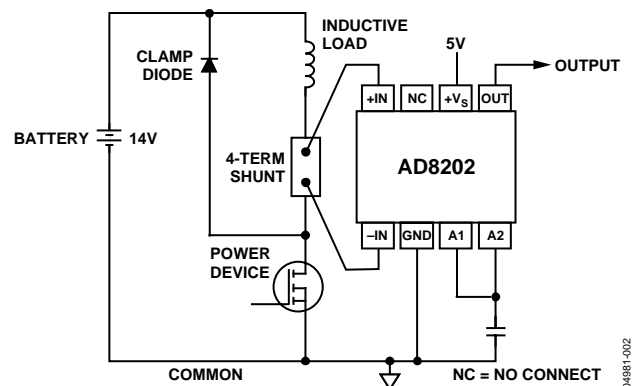 INDUCTIVE
LOAD
CLAMP
DIODE
5V
OUTPUT
+IN NC +VS OUT
BATTERY 14V
4-TERM
SHUNT
AD8202
–IN GND A1 A2
POWER
DEVICE
COMMON
NC = NO CONNECT
04981-002